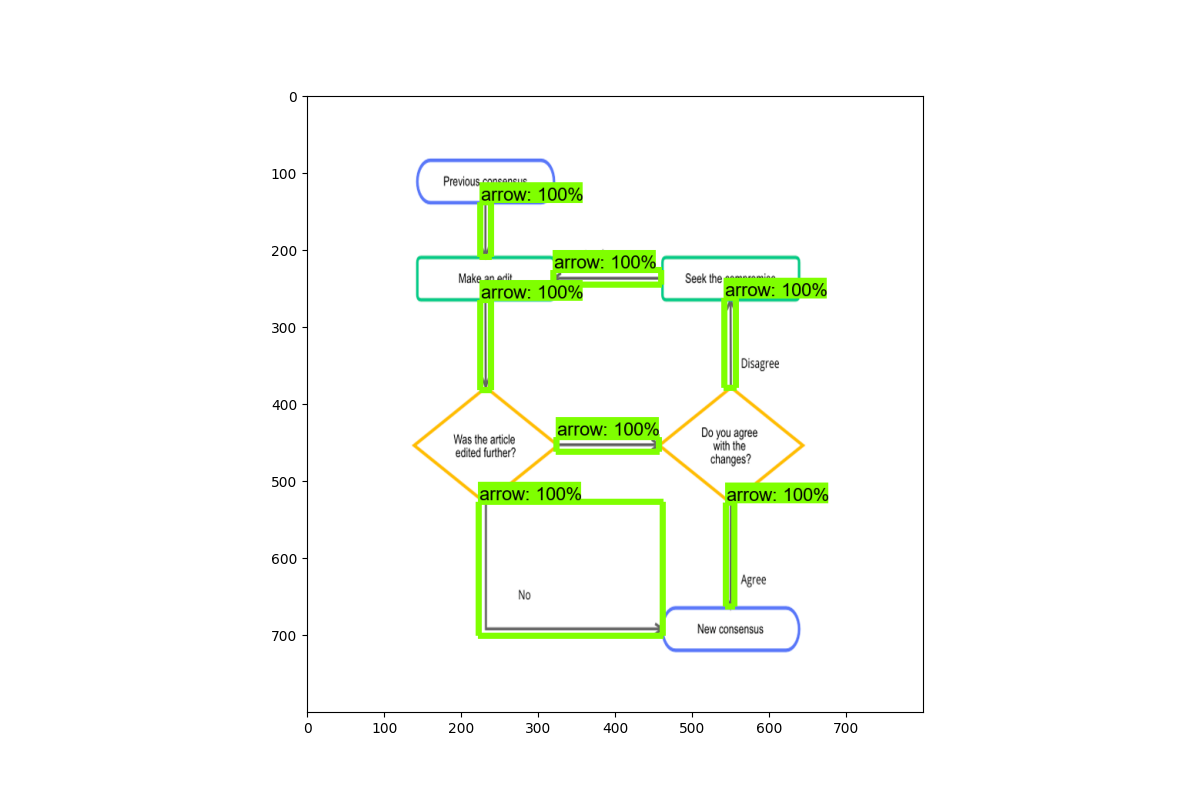 0
100
Previous consensus
arrow: 100%
200
arrow: 100%
Make an edit
Seek the compromise
arrow: 100%
arrow: 100%
300
Disagree
400
arrow: 100%
Was the article
edited further?
Do you agree
with the
changes?
500
arrow: 100%
arrow: 100%
600
Agree
No
700
New consensus
0 100 200 300 400 500 600 700